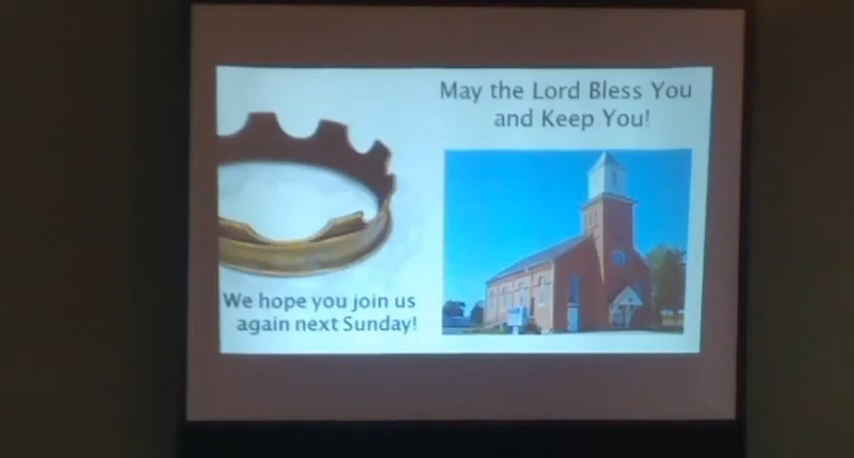 May the Lord Bless You
and Keep You!
We hope you join us
again next Sunday!